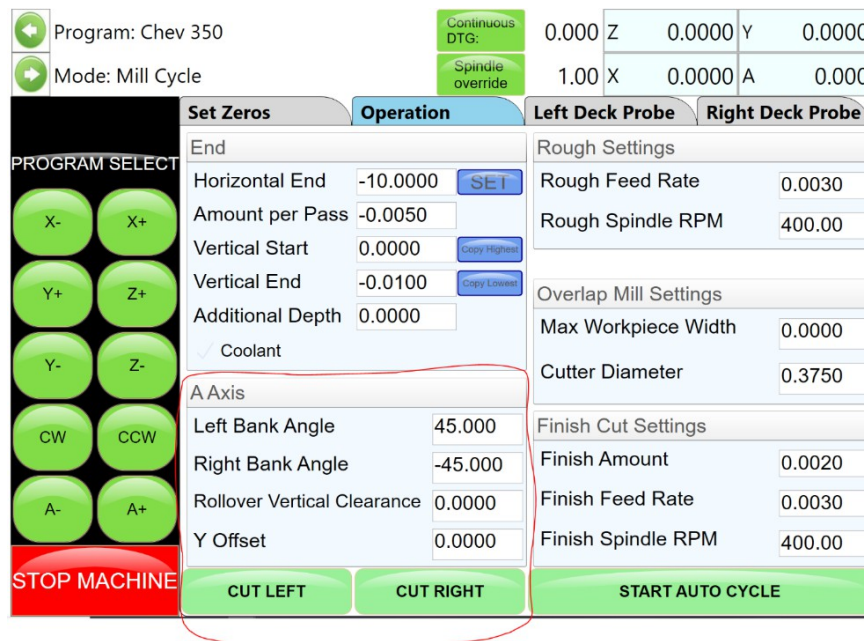 Program: Chev 350
Continuous DTG:
0.000 Z 0.0000 Y 0.0000
Mode: Mill Cycle
Spindle override
1.00 X 0.0000 A 0.000
Set Zeros Operation Left Deck Probe Right Deck Probe
PROGRAM SELECT
X- X+
Y+ Z+
Y- Z-
CW CCW
A- A+
STOP MACHINE
End
Horizontal End -10.0000 SET
Amount per Pass -0.0050
Vertical Start 0.0000 Copy Highest
Vertical End -0.0100 Copy Lowest
Additional Depth 0.0000
Coolant
A Axis
Left Bank Angle 45.000
Right Bank Angle -45.000
Rollover Vertical Clearance 0.0000
Y Offset 0.0000
CUT LEFT CUT RIGHT
Rough Settings
Rough Feed Rate 0.0030
Rough Spindle RPM 400.00
Overlap Mill Settings
Max Workpiece Width 0.0000
Cutter Diameter 0.3750
Finish Cut Settings
Finish Amount 0.0020
Finish Feed Rate 0.0030
Finish Spindle RPM 400.00
START AUTO CYCLE